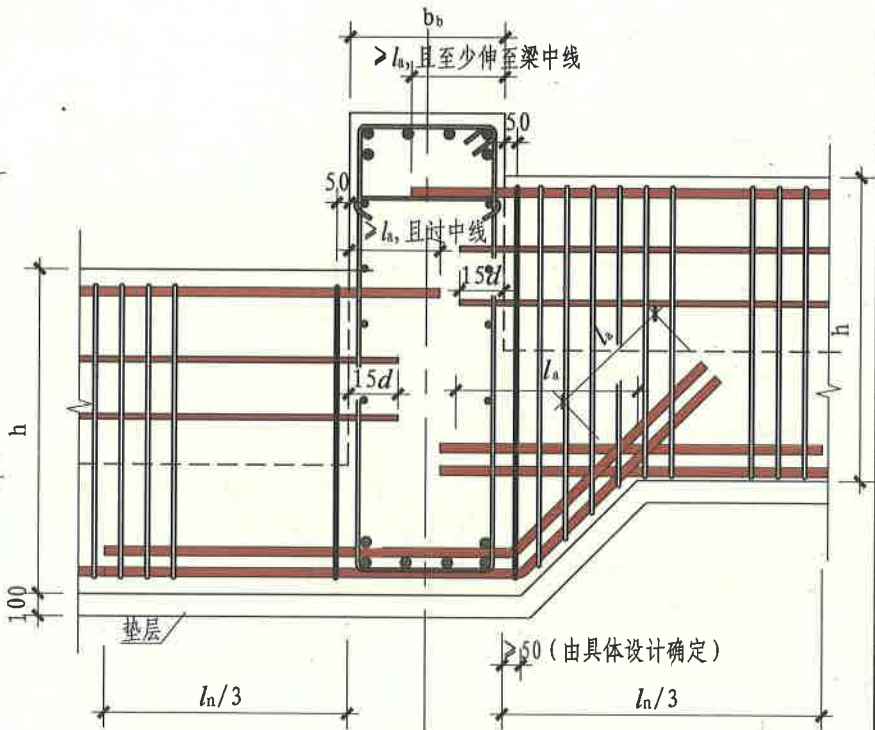 b_b
≥l_a, 且至少伸至梁中线
50
50
≥l_a, 且过中线
15d
15d
l_a
l_a
h
h
100
垫层
≥50（由具体设计确定）
l_n/3
l_n/3